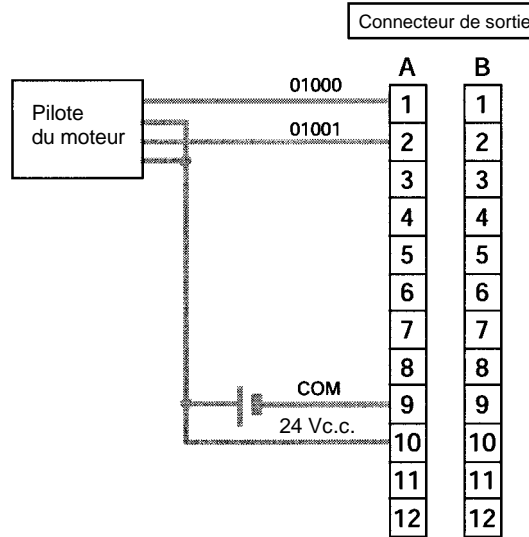 Connecteur de sortie
A B
01000
1 1
Pilote
du moteur
01001
2 2
3 3
4 4
5 5
6 6
7 7
8 8
COM
9 9
24 Vc.c.
10 10
11 11
12 12